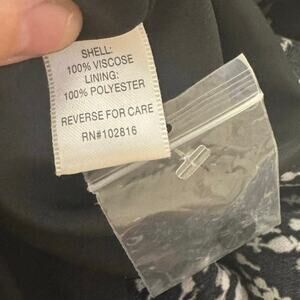 SHELL:
100% VISCOSE
LINING:
100% POLYESTER
REVERSE FOR CARE
RN#102816